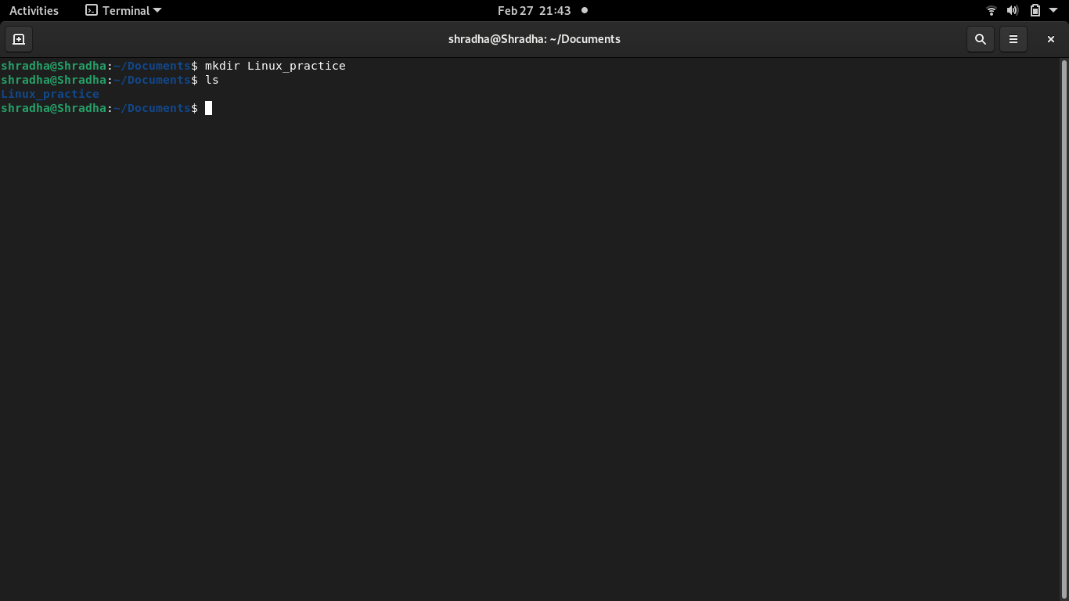 Activities Terminal Feb 27 21:43
shradha@Shradha: ~/Documents
shradha@Shradha:~/Documents$ mkdir Linux_practice
shradha@Shradha:~/Documents$ ls
Linux_practice
shradha@Shradha:~/Documents$